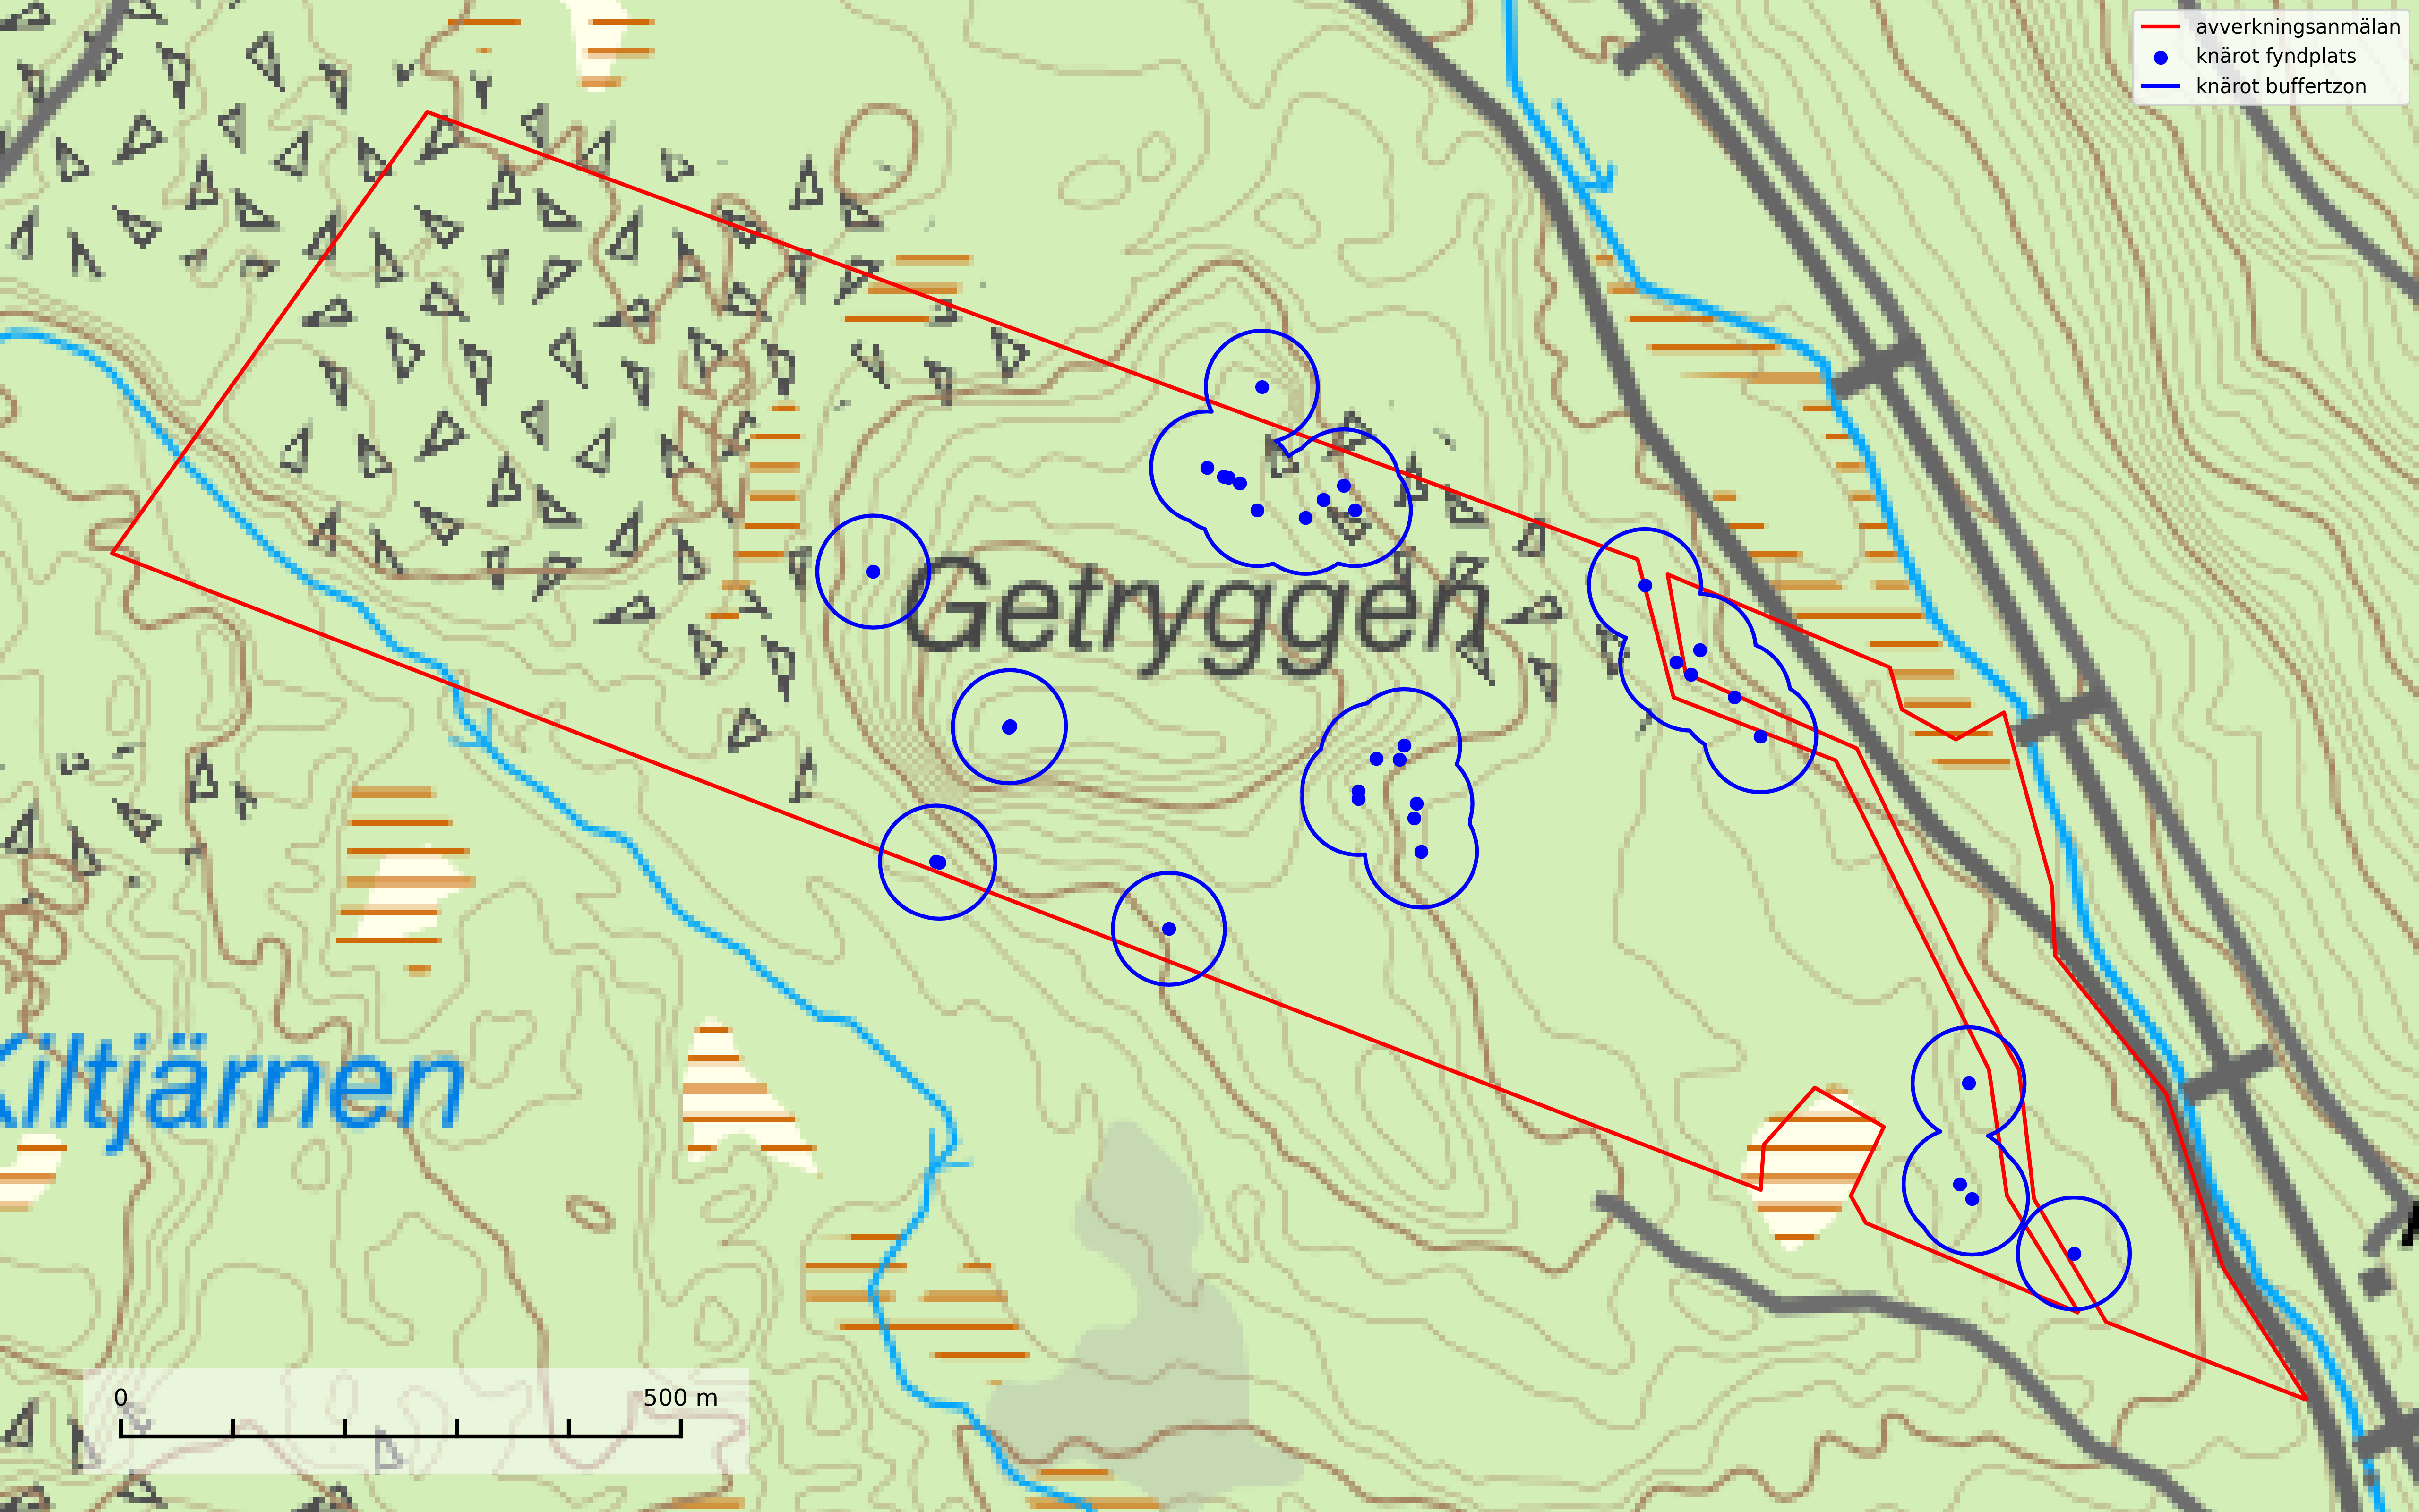 avverkningsanmälan
knärot fyndplats
knärot buffertzon
Getryggen
Kiltjärnen
0 500 m